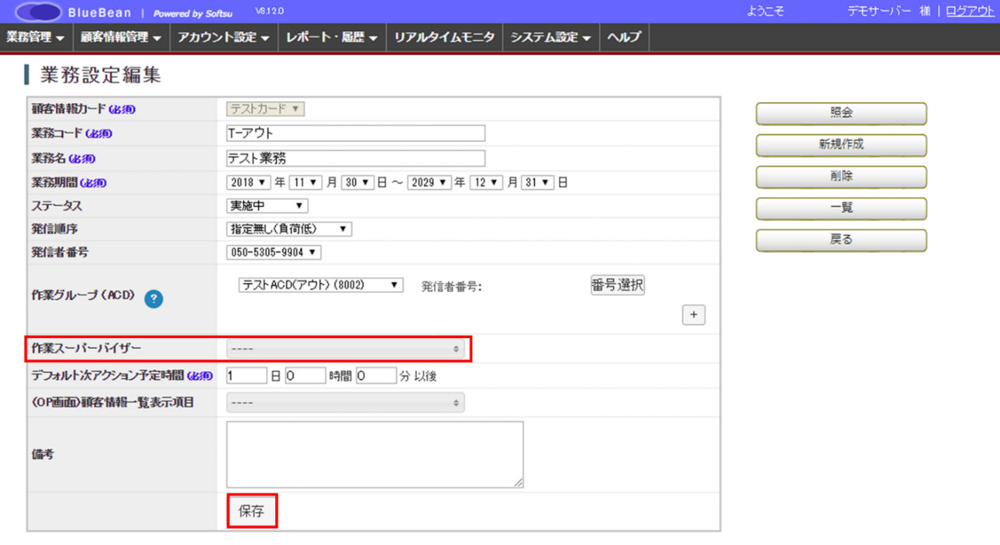 BlueBean | Powered by Softsu V8.12.0 ようこそ デモサーバー 様 | ログアウト
業務管理 ▼ 顧客情報管理 ▼ アカウント設定 ▼ レポート・履歴 ▼ リアルタイムモニタ システム設定 ▼ ヘルプ
業務設定編集
顧客情報カード (必須) テストカード ▼
業務コード (必須) T-アウト
業務名 (必須) テスト業務
業務期間 (必須) 2018 ▼ 年 11 ▼ 月 30 ▼ 日 ～ 2029 ▼ 年 12 ▼ 月 31 ▼ 日
ステータス 実施中 ▼
発信順序 指定無し(負荷低) ▼
発信者番号 050-5305-9904 ▼
作業グループ (ACD) ? テストACD(アウト) (8002) ▼ 発信者番号: 番号選択
+
作業スーパーバイザー ----
デフォルト次アクション予定時間 (必須) 1 日 0 時間 0 分 以後
(OP画面)顧客情報一覧表示項目 ----
備考
保存
照会
新規作成
削除
一覧
戻る